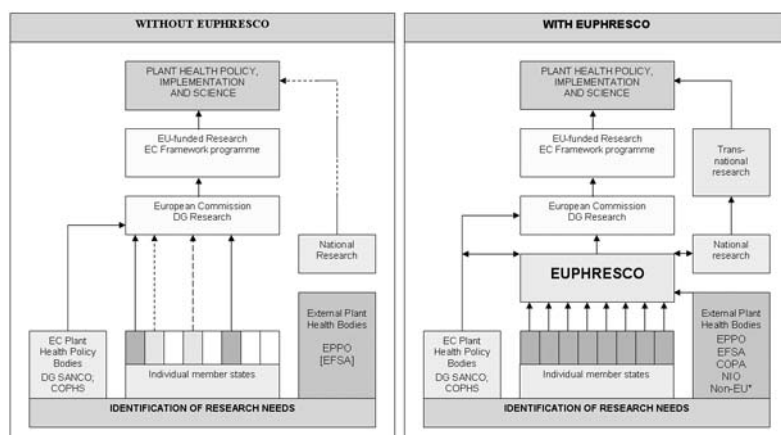 WITHOUT EUPHRESCO
PLANT HEALTH POLICY,
IMPLEMENTATION
AND SCIENCE
EU-funded Research
EC Framework programme
European Commission
DG Research
National
Research
External Plant
Health Bodies
EPPO
[EFSA]
EC Plant
Health Policy
Bodies
DG SANCO;
COPHS
Individual member states
IDENTIFICATION OF RESEARCH NEEDS
WITH EUPHRESCO
PLANT HEALTH POLICY,
IMPLEMENTATION
AND SCIENCE
EU-funded Research
EC Framework programme
Trans-
national
research
European Commission
DG Research
National
research
EUPHRESCO
External Plant
Health Bodies
EPPO
EFSA
COPA
NIO
Non-EU*
EC Plant
Health Policy
Bodies
DG SANCO;
COPHS
Individual member states
IDENTIFICATION OF RESEARCH NEEDS